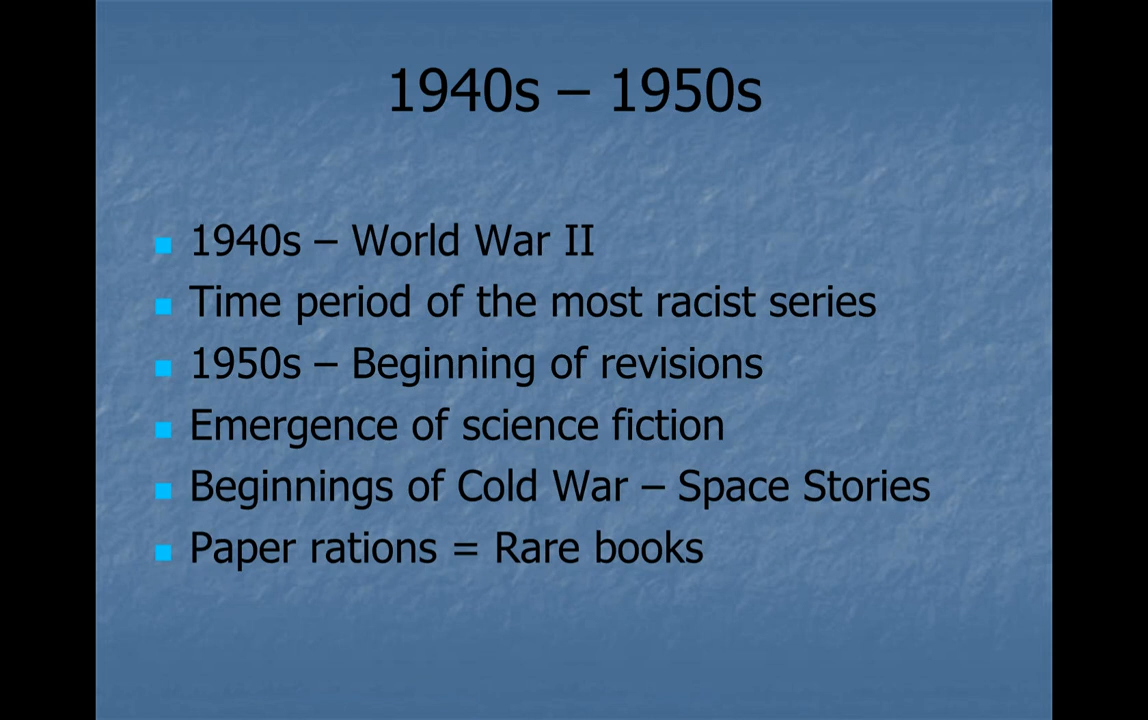 1940s – 1950s
1940s – World War II
Time period of the most racist series
1950s – Beginning of revisions
Emergence of science fiction
Beginnings of Cold War – Space Stories
Paper rations = Rare books